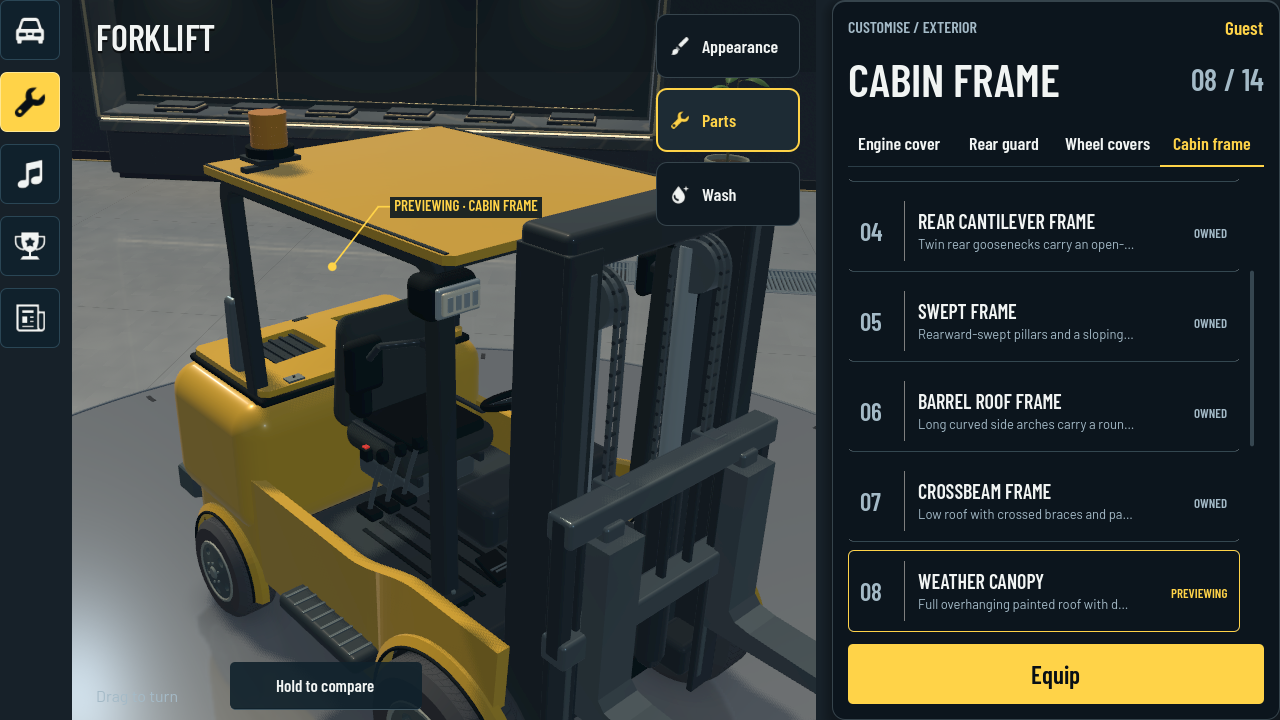 FORKLIFT
Appearance
Parts
Wash
PREVIEWING · CABIN FRAME
Drag to turn
Hold to compare
CUSTOMISE / EXTERIOR
Guest
CABIN FRAME
08 / 14
Engine cover
Rear guard
Wheel covers
Cabin frame
04
REAR CANTILEVER FRAME
Twin rear goosenecks carry an open-...
OWNED
05
SWEPT FRAME
Rearward-swept pillars and a sloping...
OWNED
06
BARREL ROOF FRAME
Long curved side arches carry a roun...
OWNED
07
CROSSBEAM FRAME
Low roof with crossed braces and pa...
OWNED
08
WEATHER CANOPY
Full overhanging painted roof with d...
PREVIEWING
Equip